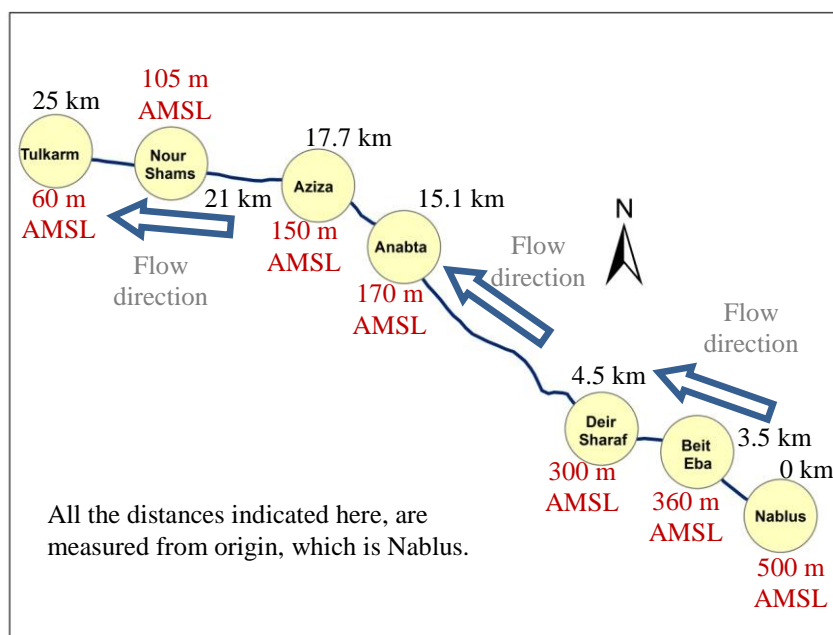 105 m
AMSL
25 km
Tulkarm
60 m
AMSL
Nour
Shams
21 km
17.7 km
Aziza
150 m
AMSL
15.1 km
Anabta
170 m
AMSL
Flow
direction
Flow
direction
N
Flow
direction
4.5 km
Deir
Sharaf
300 m
AMSL
3.5 km
Beit
Eba
360 m
AMSL
0 km
Nablus
500 m
AMSL
All the distances indicated here, are
measured from origin, which is Nablus.